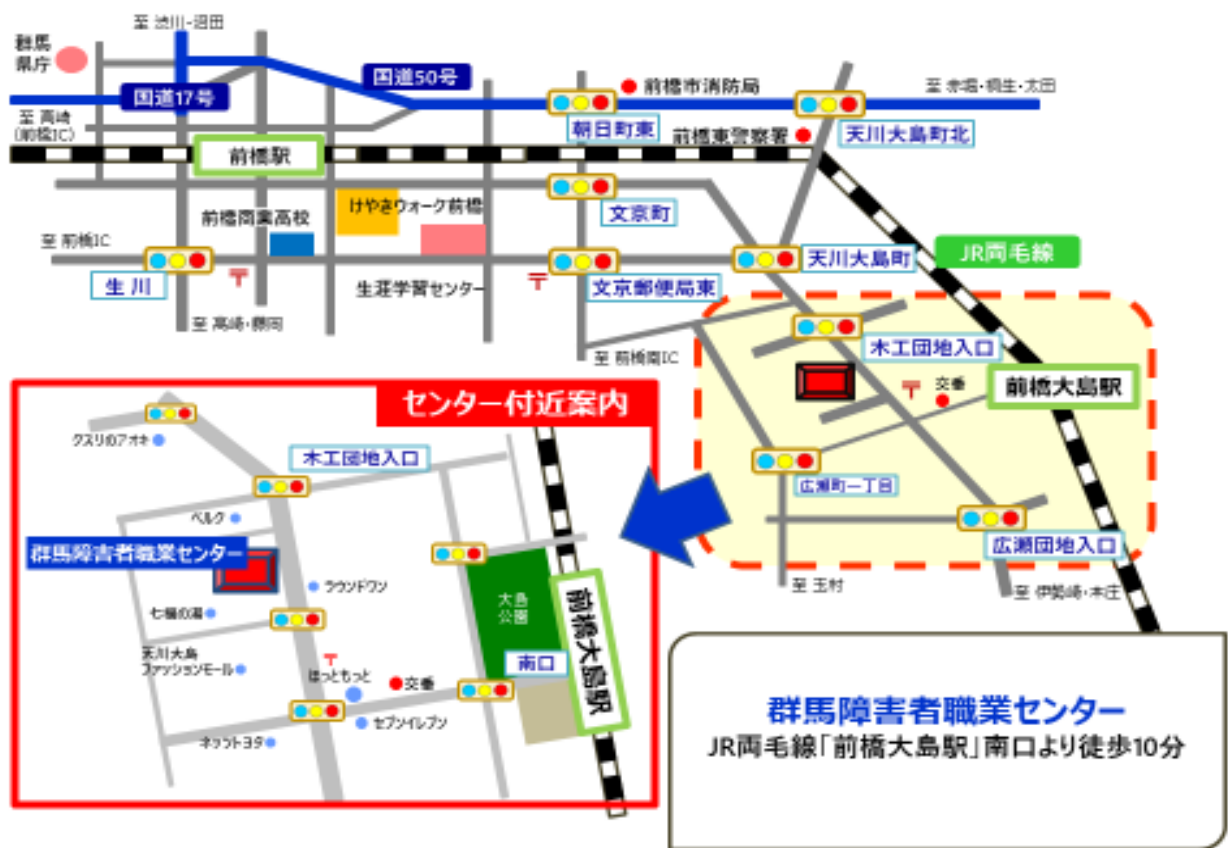 至 渋川・沼田
群馬
県庁
国道50号
国道17号
前橋市消防局
至 赤堀・桐生・太田
至 高崎
(前橋IC)
朝日町東
前橋東警察署
天川大島町北
前橋駅
けやきウォーク前橋
文京町
前橋商業高校
至 前橋IC
生川
〒
生涯学習センター
〒
文京郵便局東
天川大島町
JR両毛線
至 高崎・藤岡
至 前橋南IC
木工団地入口
〒
交番
前橋大島駅
広瀬町一丁目
広瀬団地入口
至 玉村
至 伊勢崎・本庄
センター付近案内
クスリのアオキ
木工団地入口
ベルク
群馬障害者職業センター
ラウンドワン
七福の湯
大島
公園
前橋大島駅
天川大島
ファッションモール
〒
ほっともっと
交番
南口
セブンイレブン
ネッツトヨタ
群馬障害者職業センター
JR両毛線「前橋大島駅」南口より徒歩10分